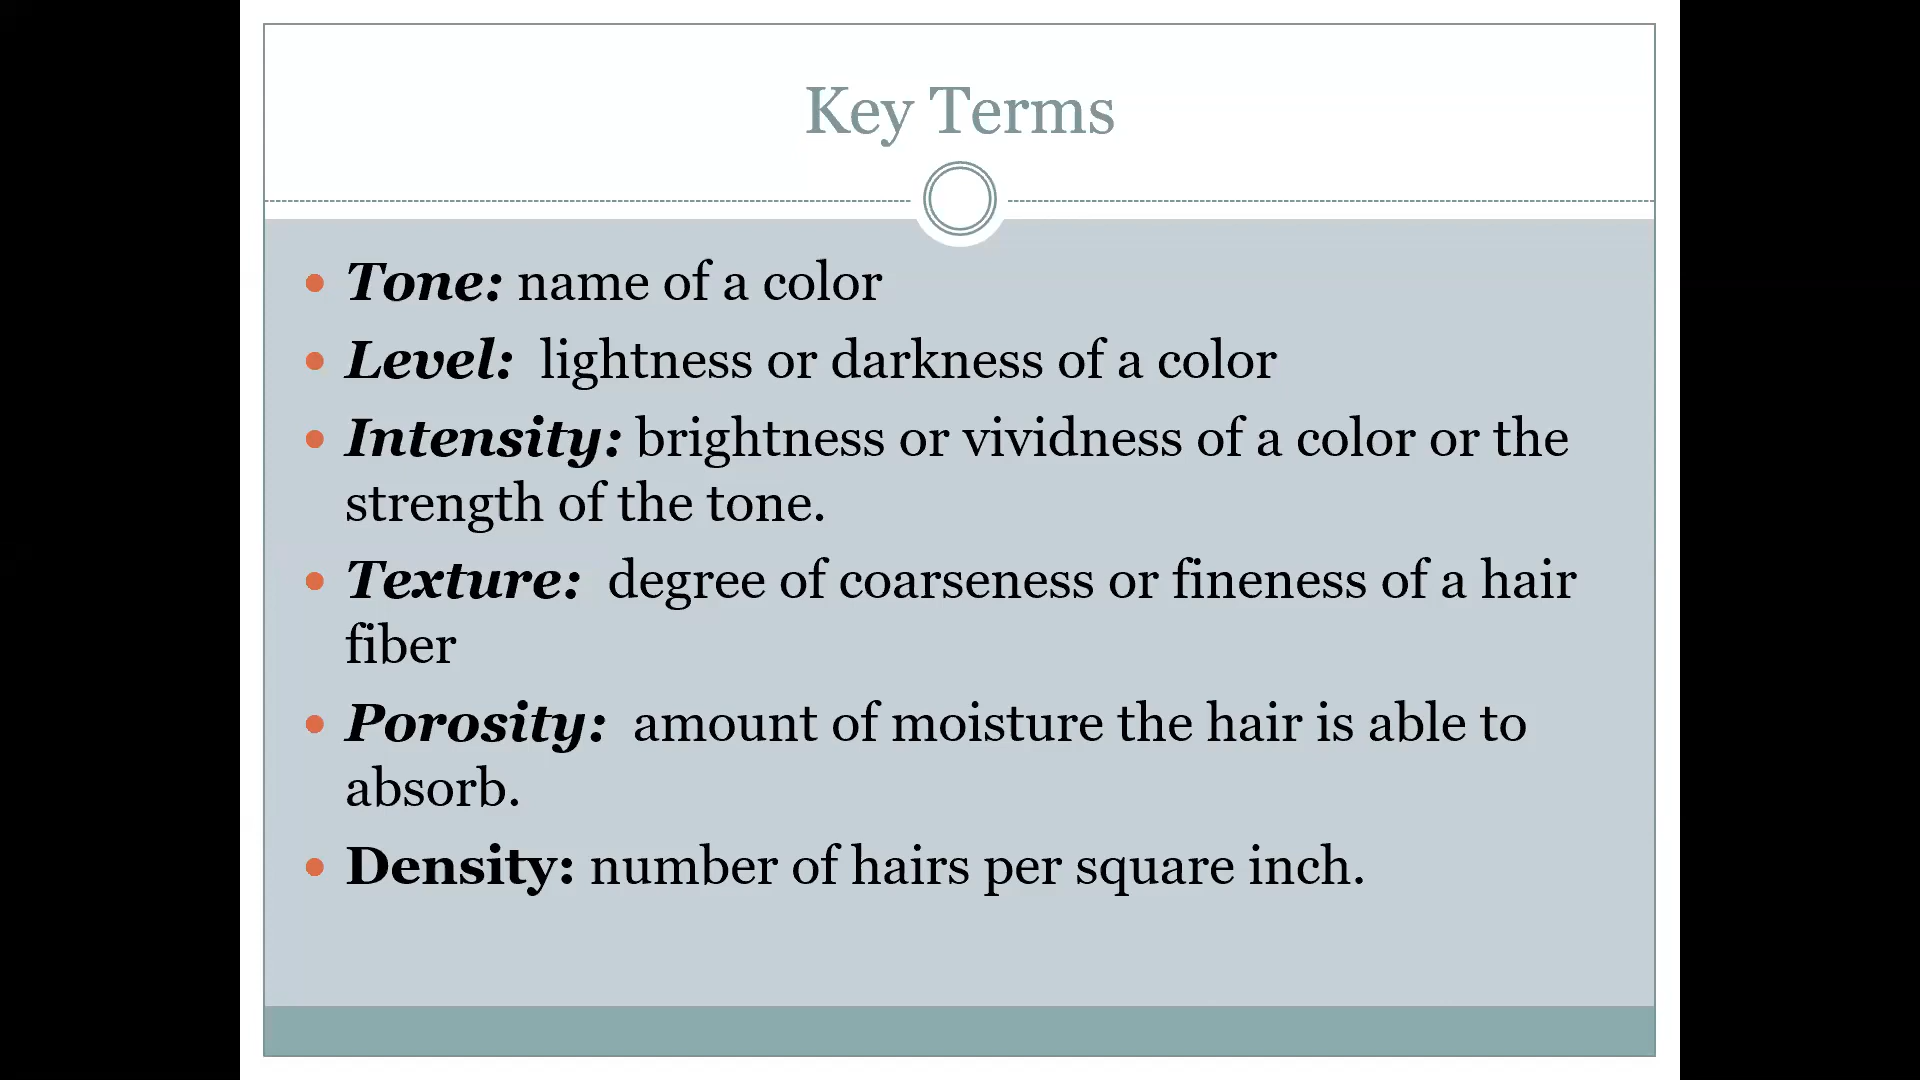 Key Terms
Tone: name of a color
Level:  lightness or darkness of a color
Intensity: brightness or vividness of a color or the
strength of the tone.
Texture:  degree of coarseness or fineness of a hair
fiber
Porosity:  amount of moisture the hair is able to
absorb.
Density: number of hairs per square inch.